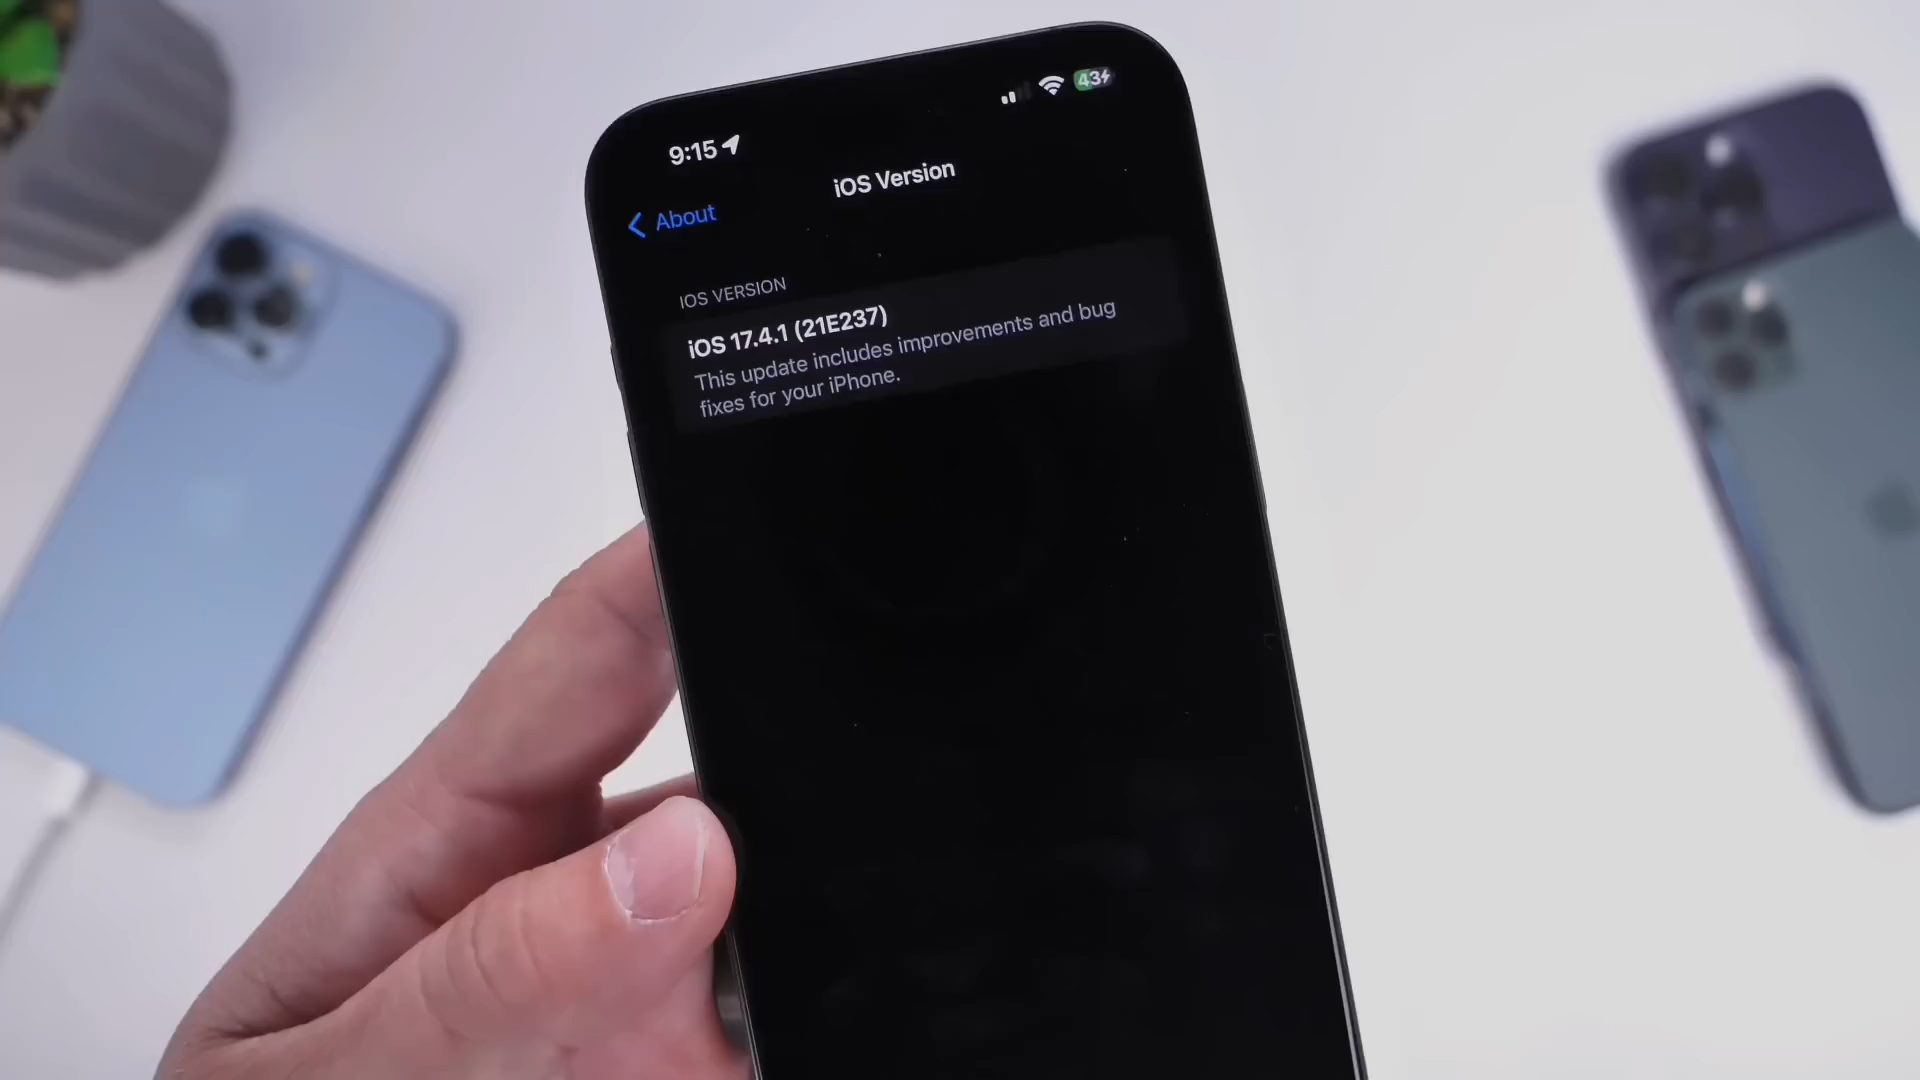 9:15
43
iOS Version
About
IOS VERSION
iOS 17.4.1 (21E237)
This update includes improvements and bug
fixes for your iPhone.